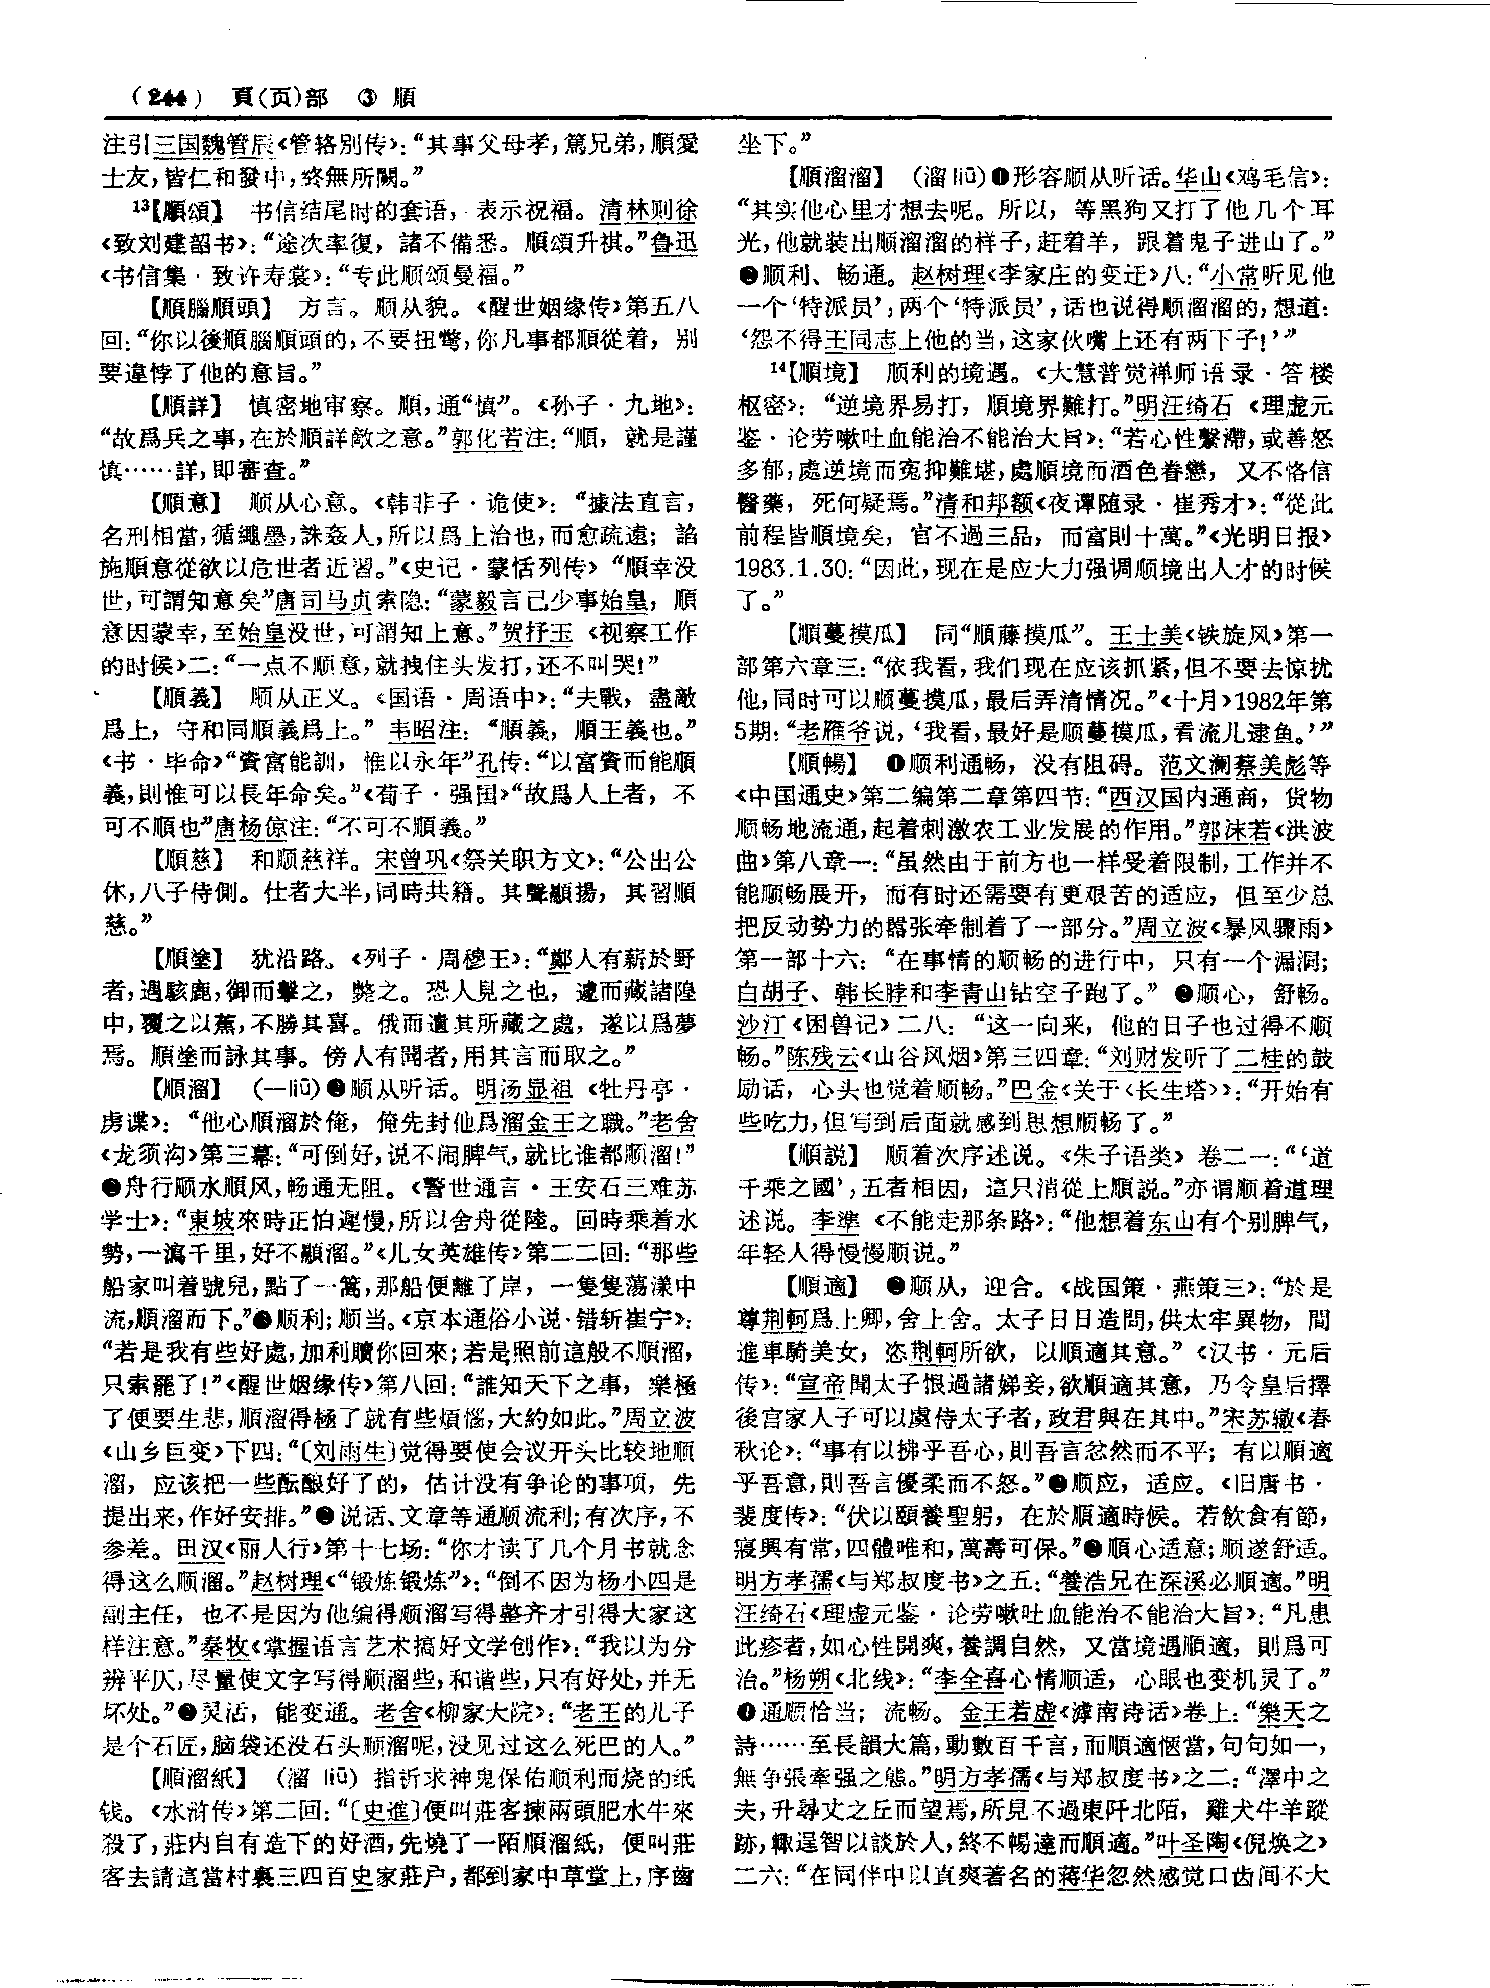 (244) 頁(页)部 ③ 順
注引三国魏管辰《管辂别传》：“其事父母孝，篤兄弟，順愛
士友，皆仁和發中，終無所闕。”
13【順頌】 书信结尾时的套语，表示祝福。清林则徐
《致刘建韶书》：“途次率復，諸不備悉。順頌升祺。”鲁迅
《书信集·致许寿裳》：“专此顺颂曼福。”
【順腦順頭】 方言。顺从貌。《醒世姻缘传》第五八
回：“你以後順腦順頭的，不要扭彆，你凡事都順從着，别
要違悖了他的意旨。”
【順詳】 慎密地审察。順，通“慎”。《孙子·九地》：
“故爲兵之事，在於順詳敵之意。”郭化若注：“順，就是謹
慎……詳，即審查。”
【順意】 顺从心意。《韩非子·诡使》：“據法直言，
名刑相當，循繩墨，誅姦人，所以爲上治也，而愈疏遠；諂
施順意從欲以危世者近習。”《史记·蒙恬列传》“順幸没
世，可謂知意矣”唐司马贞索隐：“蒙毅言己少事始皇，順
意因蒙幸，至始皇没世，可謂知上意。”贺抒玉《视察工作
的时候》二：“一点不顺意，就拽住头发打，还不叫哭！”
【順義】 顺从正义。《国语·周语中》：“夫戰，盡敵
爲上，守和同順義爲上。”韦昭注：“順義，順王義也。”
《书·毕命》“資富能訓，惟以永年”孔传：“以富資而能順
義，則惟可以長年命矣。”《荀子·强国》“故爲人上者，不
可不順也”唐杨倞注：“不可不順義。”
【順慈】 和顺慈祥。宋曾巩《祭关职方文》：“公出公
休，八子侍側。仕者大半，同時共籍。其聲顯揚，其習順
慈。”
【順塗】 犹沿路。《列子·周穆王》：“鄭人有薪於野
者，遇駭鹿，御而擊之，斃之。恐人見之也，遽而藏諸隍
中，覆之以蕉，不勝其喜。俄而遺其所藏之處，遂以爲夢
焉。順塗而詠其事。傍人有聞者，用其言而取之。”
【順溜】 (—liū)❶顺从听话。明汤显祖《牡丹亭·
虏谍》：“他心順溜於俺，俺先封他爲溜金王之職。”老舍
《龙须沟》第三幕：“可倒好，说不闹脾气，就比谁都顺溜！”
❷舟行顺水顺风，畅通无阻。《警世通言·王安石三难苏
学士》：“東坡來時正怕遲慢，所以舍舟從陸。回時乘着水
勢，一瀉千里，好不順溜。”《儿女英雄传》第二二回：“那些
船家叫着號兒，點了一篙，那船便離了岸，一隻隻蕩漾中
流，順溜而下。”❸顺利；顺当。《京本通俗小说·错斩崔宁》：
“若是我有些好處，加利贖你回來；若是照前這般不順溜，
只索罷了！”《醒世姻缘传》第八回：“誰知天下之事，樂極
了便要生悲，順溜得極了就有些煩惱，大約如此。”周立波
《山乡巨变》下四：“〔刘雨生〕觉得要使会议开头比较地顺
溜，应该把一些酝酿好了的，估计没有争论的事项，先
提出来，作好安排。”❹说话、文章等通顺流利；有次序，不
参差。田汉《丽人行》第十七场：“你才读了几个月书就念
得这么顺溜。”赵树理《“锻炼锻炼”》：“倒不因为杨小四是
副主任，也不是因为他编得顺溜写得整齐才引得大家这
样注意。”秦牧《掌握语言艺术搞好文学创作》：“我以为分
辨平仄，尽量使文字写得顺溜些，和谐些，只有好处，并无
坏处。”❺灵活，能变通。老舍《柳家大院》：“老王的儿子
是个石匠，脑袋还没石头顺溜呢，没见过这么死巴的人。”
【順溜紙】 (溜 liū) 指祈求神鬼保佑顺利而烧的纸
钱。《水浒传》第二回：“〔史進〕便叫莊客揀兩頭肥水牛來
殺了，莊内自有造下的好酒，先燒了一陌順溜紙，便叫莊
客去請這當村裏三四百史家莊户，都到家中草堂上，序齒
坐下。”
【順溜溜】 (溜 liū)❶形容顺从听话。华山《鸡毛信》：
“其实他心里才想去呢。所以，等黑狗又打了他几个耳
光，他就装出顺溜溜的样子，赶着羊，跟着鬼子进山了。”
❷顺利、畅通。赵树理《李家庄的变迁》八：“小常听见他
一个‘特派员’，两个‘特派员’，话也说得顺溜溜的，想道：
‘怨不得王同志上他的当，这家伙嘴上还有两下子！’”
14【順境】 顺利的境遇。《大慧普觉禅师语录·答楼
枢密》：“逆境界易打，順境界難打。”明汪绮石《理虚元
鉴·论劳嗽吐血能治不能治大旨》：“若心性繫滯，或善怒
多郁，處逆境而冤抑難堪，處順境而酒色眷戀，又不恪信
醫藥，死何疑焉。”清和邦额《夜谭随录·崔秀才》：“從此
前程皆順境矣，官不過三品，而富則十萬。”《光明日报》
1983.1.30：“因此，现在是应大力强调顺境出人才的时候
了。”
【順蔓摸瓜】 同“順藤摸瓜”。王士美《铁旋风》第一
部第六章三：“依我看，我们现在应该抓紧，但不要去惊扰
他，同时可以顺蔓摸瓜，最后弄清情况。”《十月》1982年第
5期：“老雁爷说，‘我看，最好是顺蔓摸瓜，看流儿逮鱼。’”
【順暢】 ❶顺利通畅，没有阻碍。范文澜蔡美彪等
《中国通史》第二编第二章第四节：“西汉国内通商，货物
顺畅地流通，起着刺激农工业发展的作用。”郭沫若《洪波
曲》第八章一：“虽然由于前方也一样受着限制，工作并不
能顺畅展开，而有时还需要有更艰苦的适应，但至少总
把反动势力的嚣张牵制着了一部分。”周立波《暴风骤雨》
第一部十六：“在事情的顺畅的进行中，只有一个漏洞；
白胡子、韩长脖和李青山钻空子跑了。” ❷顺心，舒畅。
沙汀《困兽记》二八：“这一向来，他的日子也过得不顺
畅。”陈残云《山谷风烟》第三四章：“刘财发听了二桂的鼓
励话，心头也觉着顺畅。”巴金《关于〈长生塔〉》：“开始有
些吃力，但写到后面就感到思想顺畅了。”
【順説】 顺着次序述说。《朱子语类》卷二一：“‘道
千乘之國’，五者相因，這只消從上順説。”亦谓顺着道理
述说。李準《不能走那条路》：“他想着东山有个别脾气，
年轻人得慢慢顺说。”
【順適】 ❶顺从，迎合。《战国策·燕策三》：“於是
尊荆軻爲上卿，舍上舍。太子日日造問，供太牢異物，間
進車騎美女，恣荆軻所欲，以順適其意。”《汉书·元后
传》：“宣帝聞太子恨過諸娣妾，欲順適其意，乃令皇后擇
後宫家人子可以虞侍太子者，政君與在其中。”宋苏辙《春
秋论》：“事有以拂乎吾心，則吾言忿然而不平；有以順適
乎吾意，則吾言優柔而不怒。”❷顺应，适应。《旧唐书·
裴度传》：“伏以頤養聖躬，在於順適時候。若飲食有節，
寢興有常，四體唯和，萬壽可保。”❸順心适意；顺遂舒适。
明方孝孺《与郑叔度书》之五：“養浩兄在深溪必順適。”明
汪绮石《理虚元鉴·论劳嗽吐血能治不能治大旨》：“凡患
此疹者，如心性開爽，養調自然，又當境遇順適，則爲可
治。”杨朔《北线》：“李全喜心情顺适，心眼也变机灵了。”
❹通顺恰当；流畅。金王若虚《滹南诗话》卷上：“樂天之
詩……至長韻大篇，動數百千言，而順適愜當，句句如一，
無争張牽强之態。”明方孝孺《与郑叔度书》之二：“澤中之
夫，升尋丈之丘而望焉，所見不過東阡北陌，雞犬牛羊蹤
跡，輒逞智以談於人，終不暢達而順適。”叶圣陶《倪焕之》
二六：“在同伴中以直爽著名的蒋华忽然感觉口齿间不大